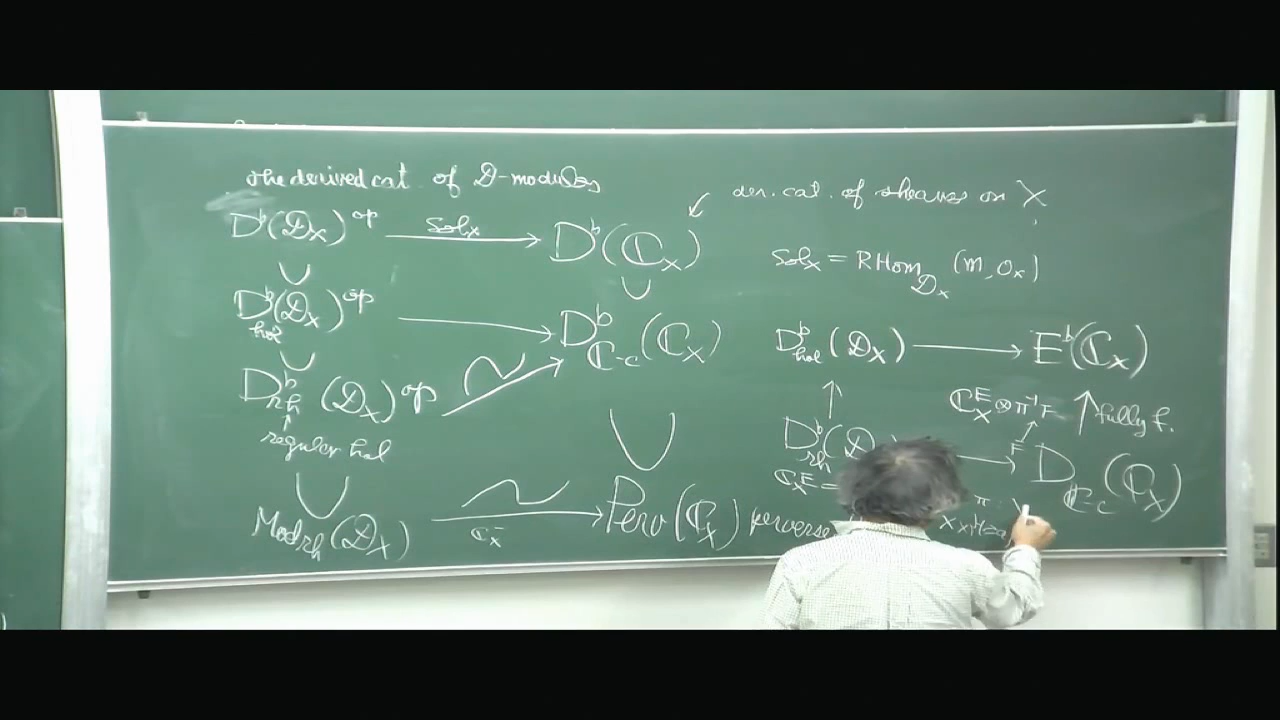 the derived cat. of D-modules
D^b(D_X)^op —Sol_X→ D^b(ℂ_X)
↙ der. cat. of sheaves on X
∪ ∪
Sol_X = RHom_{D_X}(m, O_X)
D^b_hol(D_X)^op → D^b_{ℂ-c}(ℂ_X)
∪
D^b_rh(D_X)^op ~→
↑
regular hol
∪ ∪
Mod_rh(D_X) ~→ Perv(ℂ_X) perverse
D^b_hol(D_X) → E^b(ℂ_X)
↑ ℂ^E_X ⊗ π^{-1}F ↑ fully f.
F
D^b_rh(D → D_{ℂ-c}(ℂ_X)
ℂ^E_X =
π: